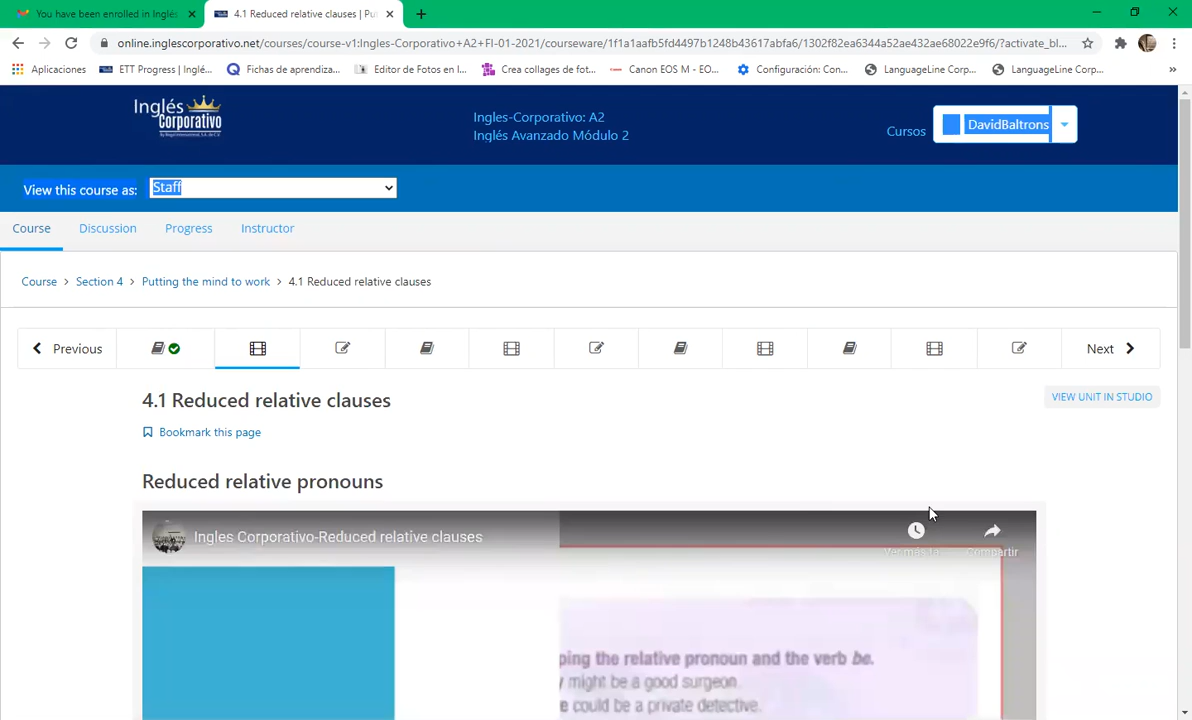 You have been enrolled in Inglés
4.1 Reduced relative clauses | Pu
online.inglescorporativo.net/courses/course-v1:Ingles-Corporativo+A2+FI-01-2021/courseware/1f1a1aafb5fd4497b1248b43617abfa6/1302f82ea6344a52ae432ae68022e9f6/?activate_bl...
Aplicaciones
ETT Progress | Inglé...
Fichas de aprendiza...
Editor de Fotos en l...
Crea collages de fot...
Canon EOS M - EO...
Configuración: Con...
LanguageLine Corp...
LanguageLine Corp...
»
Inglés
Corporativo
Ingles-Corporativo: A2
Inglés Avanzado Módulo 2
Cursos
DavidBaltrons
View this course as:
Staff
Course
Discussion
Progress
Instructor
Course > Section 4 > Putting the mind to work > 4.1 Reduced relative clauses
Previous
Next
4.1 Reduced relative clauses
VIEW UNIT IN STUDIO
Bookmark this page
Reduced relative pronouns
Ingles Corporativo-Reduced relative clauses
Ver más ta...
Compartir
ping the relative pronoun and the verb be.
y might be a good surgeon.
e could be a private detective.